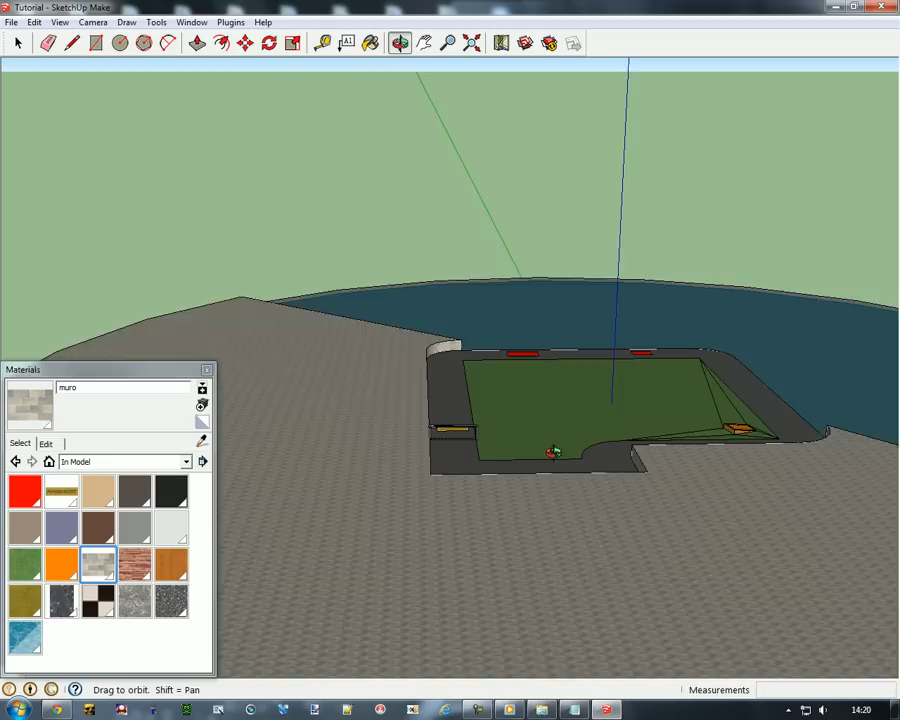 Tutorial - SketchUp Make
File Edit View Camera Draw Tools Window Plugins Help
A1
Materials
muro
Select Edit
In Model
Drag to orbit. Shift = Pan
Measurements
14:20